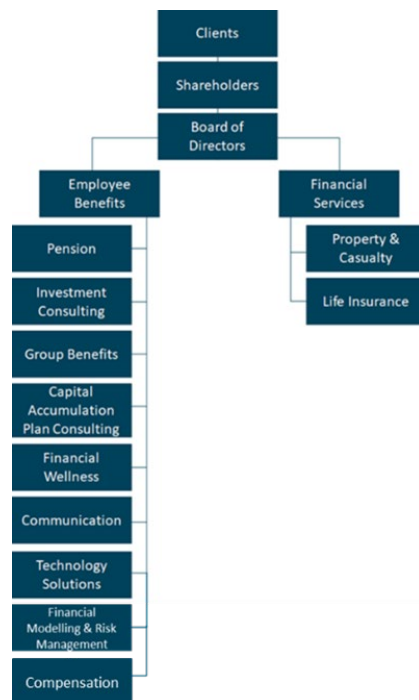 Clients
Shareholders
Board of
Directors
Employee
Benefits
Financial
Services
Pension
Investment
Consulting
Group Benefits
Capital
Accumulation
Plan Consulting
Financial
Wellness
Communication
Technology
Solutions
Financial
Modelling & Risk
Management
Compensation
Property &
Casualty
Life Insurance